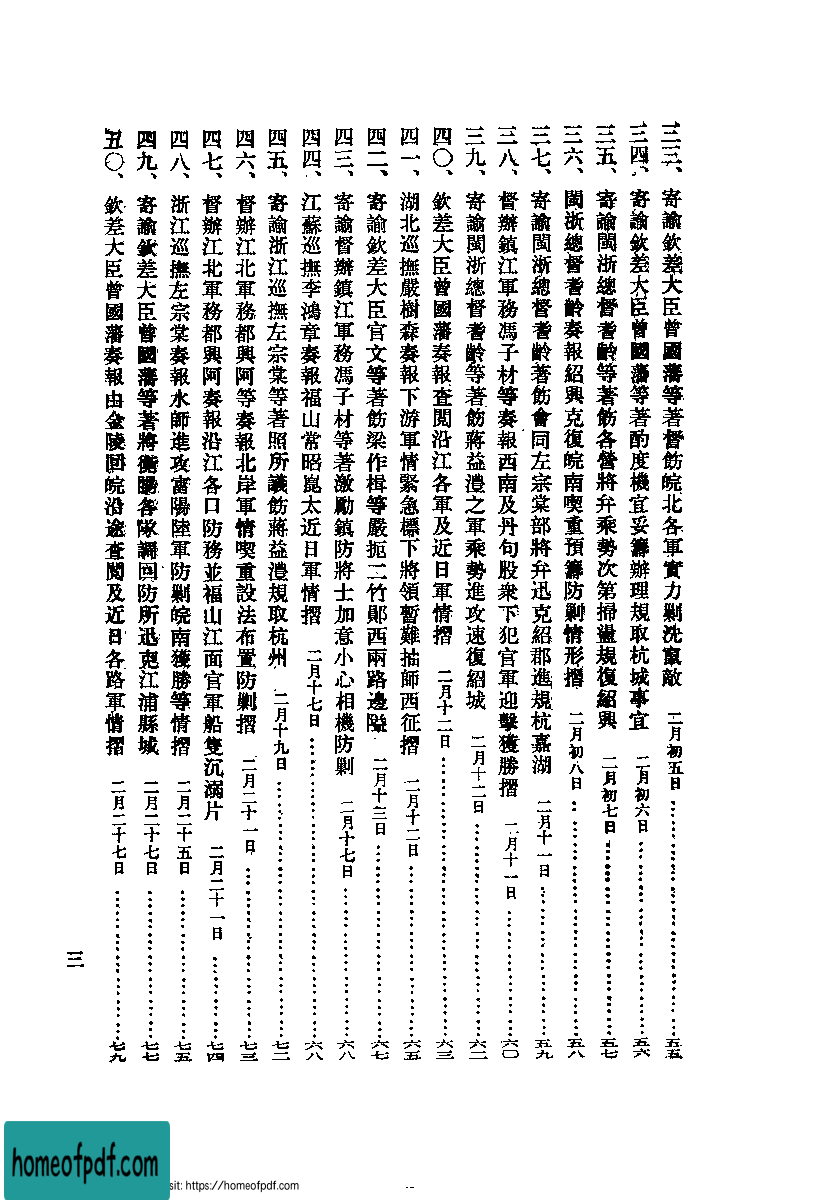 三三、寄諭欽差大臣曾國藩等著督飭皖北各軍實力剿洗竄敵 二月初五日……五五
三四、寄諭欽差大臣曾國藩等著酌度機宜妥籌辦理規取杭城事宜 二月初六日……五六
三五、寄諭閩浙總督耆齡等著飭各營將弁乘勢次第掃盪規復紹興 二月初七日……五七
三六、閩浙總督耆齡奏報紹興克復皖南喫重預籌防剿情形摺 二月初八日……五八
三七、寄諭閩浙總督耆齡著飭會同左宗棠部將弁迅克紹郡進規杭嘉湖 二月十一日……五九
三八、督辦鎮江軍務馮子材等奏報西南及丹句股衆下犯官軍迎擊獲勝摺 二月十一日……六〇
三九、寄諭閩浙總督耆齡等著飭蔣益澧之軍乘勢進攻速復紹城 二月十二日……六二
四〇、欽差大臣曾國藩奏報查閱沿江各軍及近日軍情摺 二月十二日……六三
四一、湖北巡撫嚴樹森奏報下游軍情緊急標下將領暫難抽師西征摺 二月十二日……六五
四二、寄諭欽差大臣官文等著飭梁作楫等嚴扼二竹鄖西兩路邊隘 二月十三日……六七
四三、寄諭督辦鎮江軍務馮子材等著激勵鎮防將士加意小心相機防剿 二月十七日……六八
四四、江蘇巡撫李鴻章奏報福山常昭崑太近日軍情摺 二月十七日……六八
四五、寄諭浙江巡撫左宗棠等著照所議飭蔣益澧規取杭州 二月十九日……七二
四六、督辦江北軍務都興阿等奏報北岸軍情喫重設法布置防剿摺 二月二十一日……七三
四七、督辦江北軍務都興阿奏報沿江各口防務並福山江面官軍船隻沉溺片 二月二十一日……七四
四八、浙江巡撫左宗棠奏報水師進攻富陽陸軍防剿皖南獲勝等情摺 二月二十五日……七五
四九、寄諭欽差大臣曾國藩等著將衡勝各隊調回防所迅克江浦縣城 二月二十七日……七七
五〇、欽差大臣曾國藩奏報由金陵回皖沿途查閱及近日各路軍情摺 二月二十七日……七九
三
homeofpdf.com
sit: https://homeofpdf.com